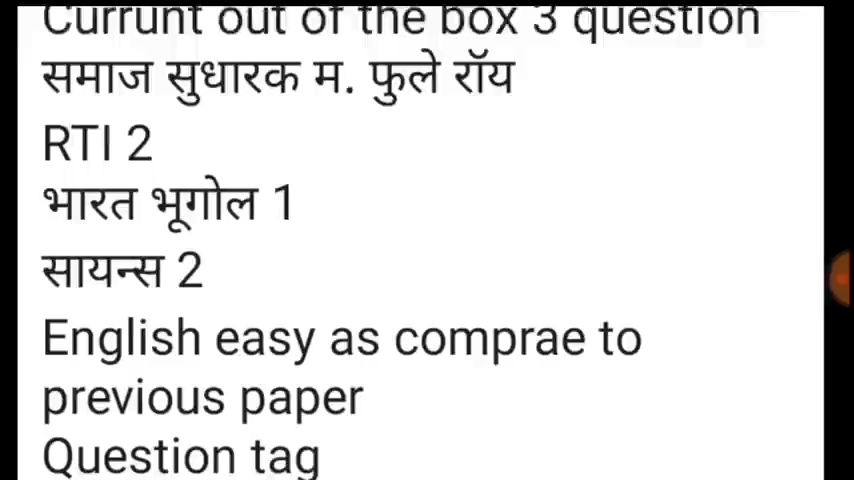 Currunt out of the box 3 question
समाज सुधारक म. फुले रॉय
RTI 2
भारत भूगोल 1
सायन्स 2
English easy as comprae to
previous paper
Question tag